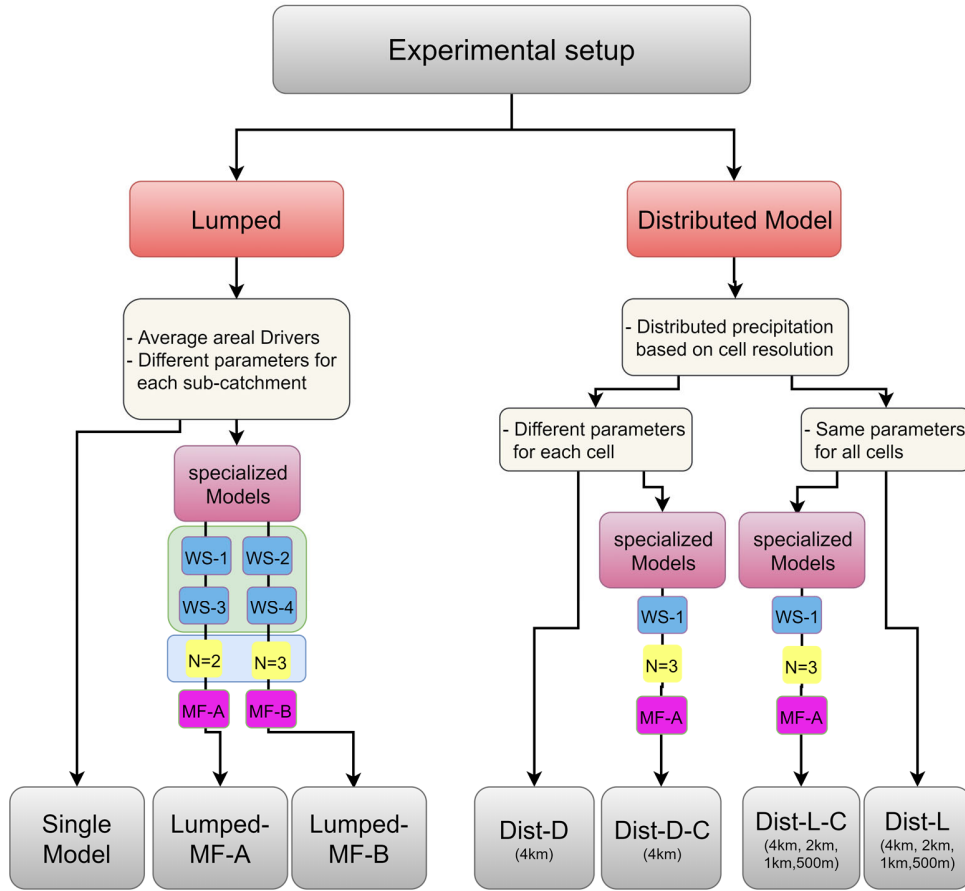 Experimental setup
Lumped
Distributed Model
- Average areal Drivers
- Different parameters for
each sub-catchment
- Distributed precipitation
based on cell resolution
- Different parameters
for each cell
- Same parameters
for all cells
specialized
Models
WS-1
WS-2
WS-3
WS-4
N=2
N=3
MF-A
MF-B
specialized
Models
WS-1
N=3
MF-A
specialized
Models
WS-1
N=3
MF-A
Single
Model
Lumped-
MF-A
Lumped-
MF-B
Dist-D
(4km)
Dist-D-C
(4km)
Dist-L-C
(4km, 2km,
1km,500m)
Dist-L
(4km, 2km,
1km,500m)